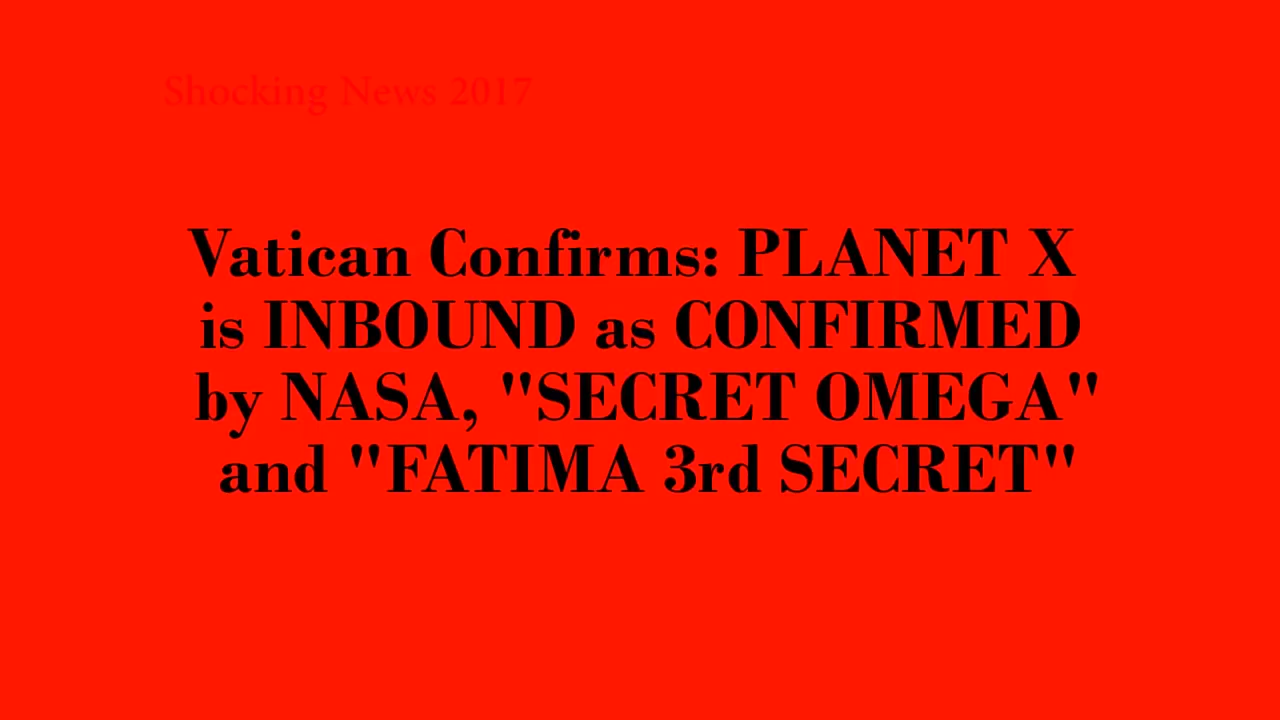 Shocking News 2017
Vatican Confirms: PLANET X
is INBOUND as CONFIRMED
by NASA, "SECRET OMEGA"
and "FATIMA 3rd SECRET"